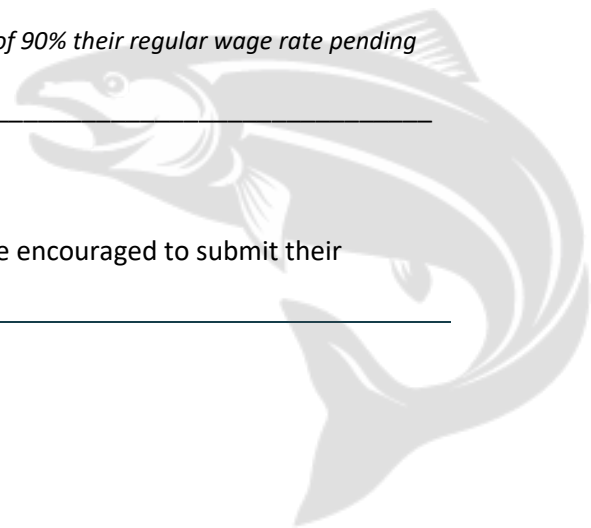 of 90% their regular wage rate pending
e encouraged to submit their